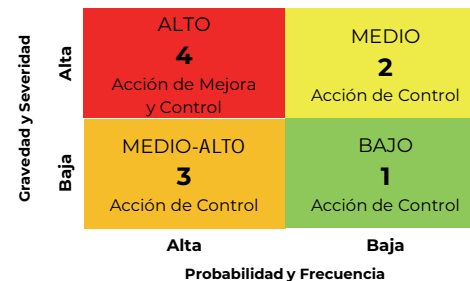 Gravedad y Severidad
Alta
ALTO
4
Acción de Mejora
y Control
MEDIO
2
Acción de Control
Baja
MEDIO-ALTO
3
Acción de Control
BAJO
1
Acción de Control
Alta
Baja
Probabilidad y Frecuencia